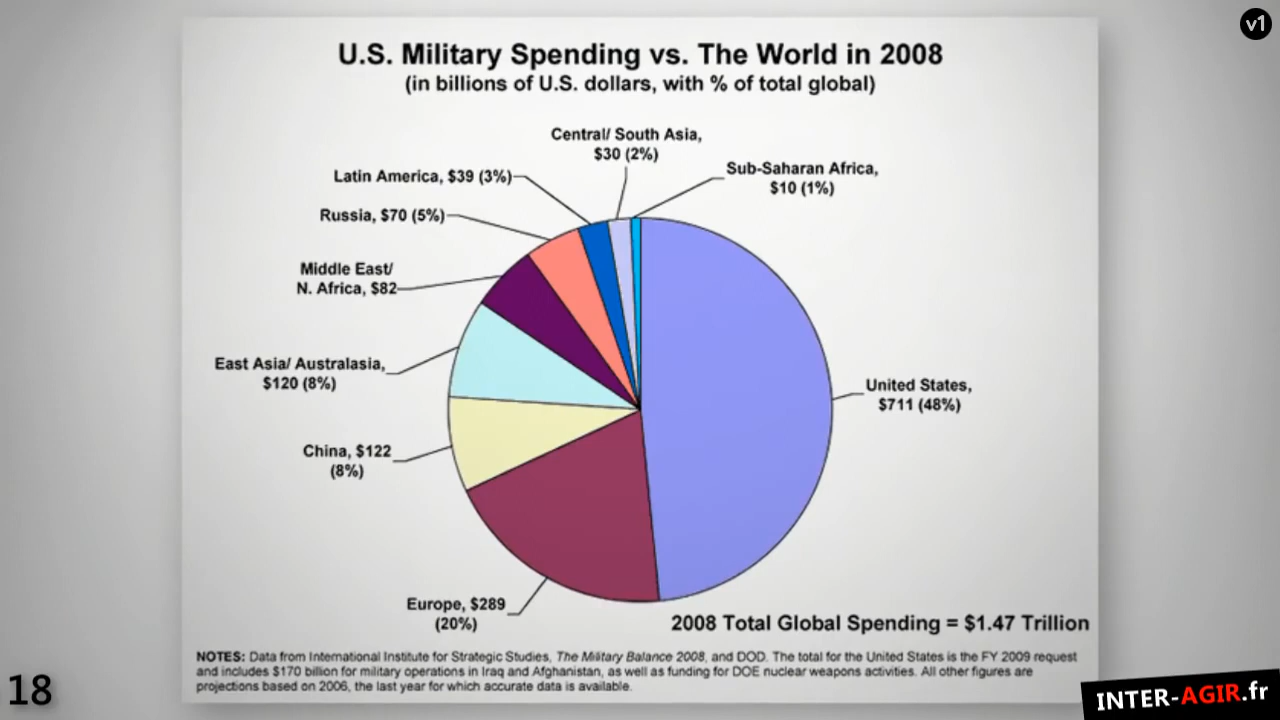 v1
U.S. Military Spending vs. The World in 2008
(in billions of U.S. dollars, with % of total global)
Central/ South Asia,
$30 (2%)
Sub-Saharan Africa,
$10 (1%)
Latin America, $39 (3%)
Russia, $70 (5%)
Middle East/
N. Africa, $82
East Asia/ Australasia,
$120 (8%)
United States,
$711 (48%)
China, $122
(8%)
Europe, $289
(20%)
2008 Total Global Spending = $1.47 Trillion
NOTES: Data from International Institute for Strategic Studies, The Military Balance 2008, and DOD. The total for the United States is the FY 2009 request
and includes $170 billion for military operations in Iraq and Afghanistan, as well as funding for DOE nuclear weapons activities. All other figures are
projections based on 2006, the last year for which accurate data is available.
18
INTER-AGIR.fr